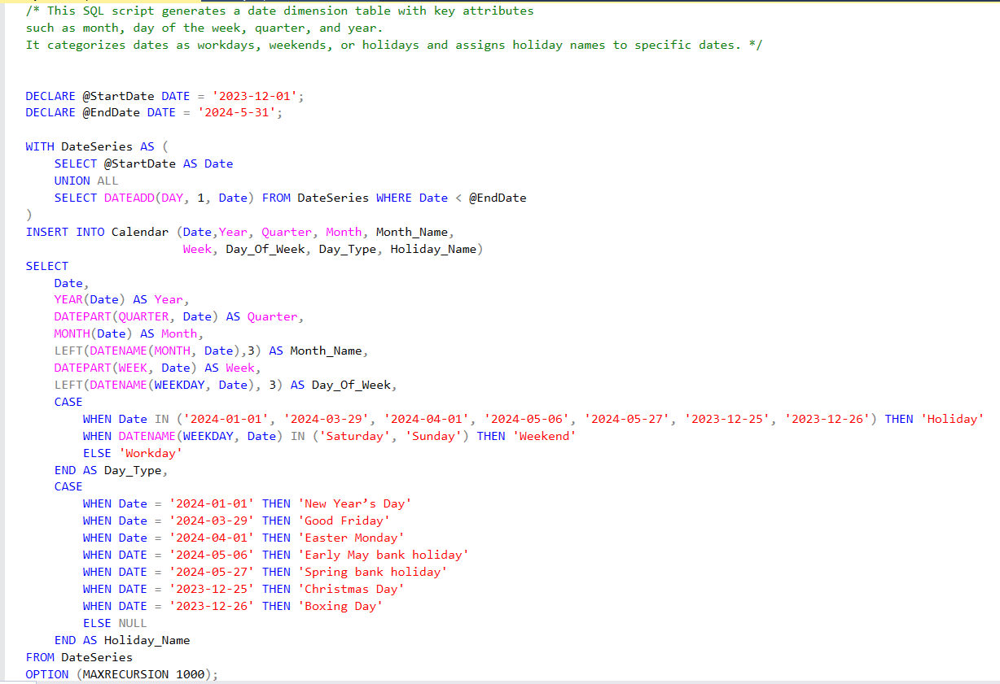 /* This SQL script generates a date dimension table with key attributes
such as month, day of the week, quarter, and year.
It categorizes dates as workdays, weekends, or holidays and assigns holiday names to specific dates. */
DECLARE @StartDate DATE = '2023-12-01';
DECLARE @EndDate DATE = '2024-5-31';
WITH DateSeries AS (
    SELECT @StartDate AS Date
    UNION ALL
    SELECT DATEADD(DAY, 1, Date) FROM DateSeries WHERE Date < @EndDate
)
INSERT INTO Calendar (Date,Year, Quarter, Month, Month_Name,
                      Week, Day_Of_Week, Day_Type, Holiday_Name)
SELECT
    Date,
    YEAR(Date) AS Year,
    DATEPART(QUARTER, Date) AS Quarter,
    MONTH(Date) AS Month,
    LEFT(DATENAME(MONTH, Date),3) AS Month_Name,
    DATEPART(WEEK, Date) AS Week,
    LEFT(DATENAME(WEEKDAY, Date), 3) AS Day_Of_Week,
    CASE
        WHEN Date IN ('2024-01-01', '2024-03-29', '2024-04-01', '2024-05-06', '2024-05-27', '2023-12-25', '2023-12-26') THEN 'Holiday'
        WHEN DATENAME(WEEKDAY, Date) IN ('Saturday', 'Sunday') THEN 'Weekend'
        ELSE 'Workday'
    END AS Day_Type,
    CASE
        WHEN Date = '2024-01-01' THEN 'New Year’s Day'
        WHEN Date = '2024-03-29' THEN 'Good Friday'
        WHEN Date = '2024-04-01' THEN 'Easter Monday'
        WHEN DATE = '2024-05-06' THEN 'Early May bank holiday'
        WHEN DATE = '2024-05-27' THEN 'Spring bank holiday'
        WHEN DATE = '2023-12-25' THEN 'Christmas Day'
        WHEN DATE = '2023-12-26' THEN 'Boxing Day'
        ELSE NULL
    END AS Holiday_Name
FROM DateSeries
OPTION (MAXRECURSION 1000);